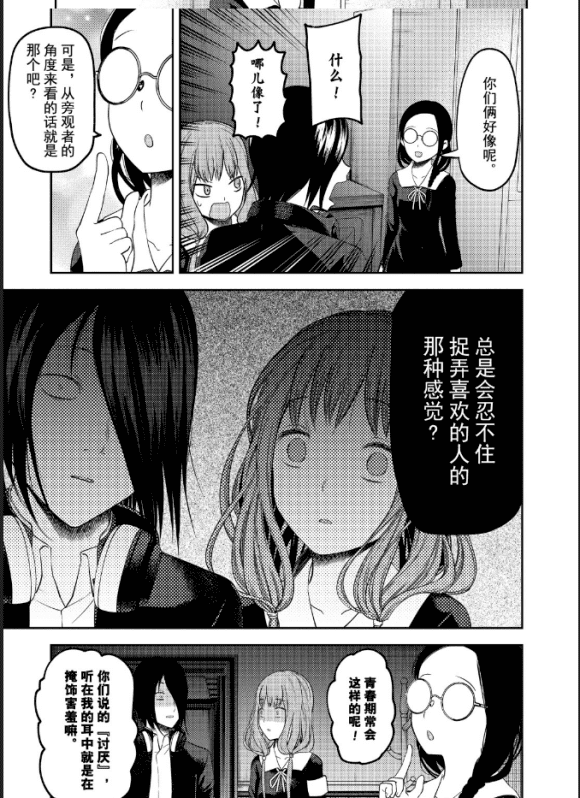 你们俩好像呢。
什么！
哪儿像了！
可是，从旁观者的
角度来看的话就是
那个吧？
总是会忍不住
捉弄喜欢的人的
那种感觉？
青春期常会
这样的呢！
你们说的『讨厌』，
听在我的耳中就是在
掩饰害羞嘛。